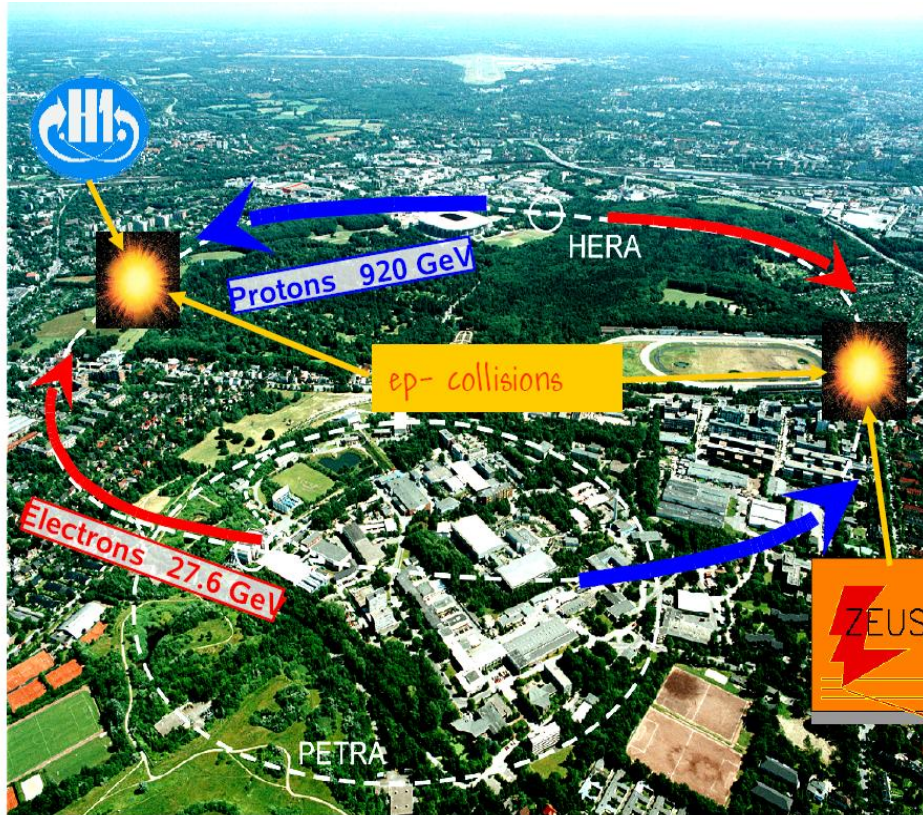 H1
HERA
Protons 920 GeV
ep- collisions
Electrons 27.6 GeV
ZEUS
PETRA